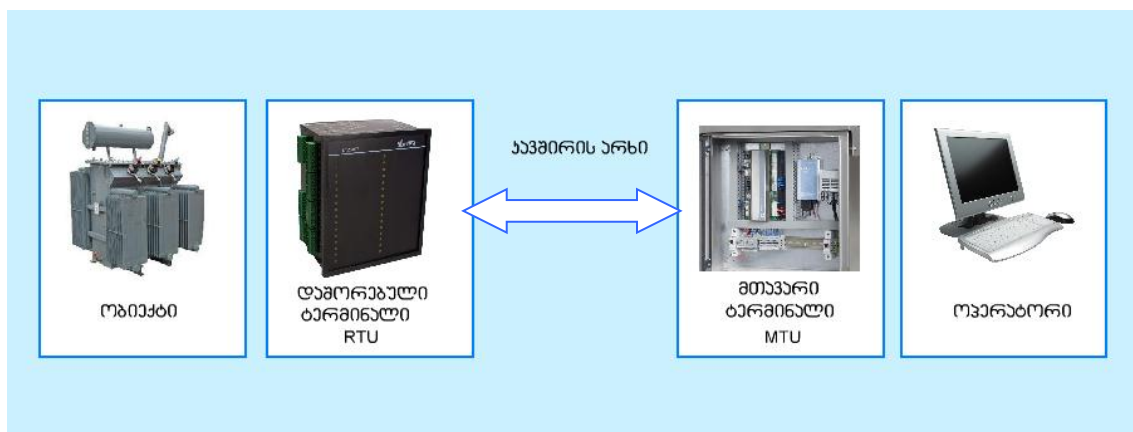 ობიექტი
დაშორებული
ტერმინალი
RTU
კავშირის არხი
მთავარი
ტერმინალი
MTU
ოპერატორი